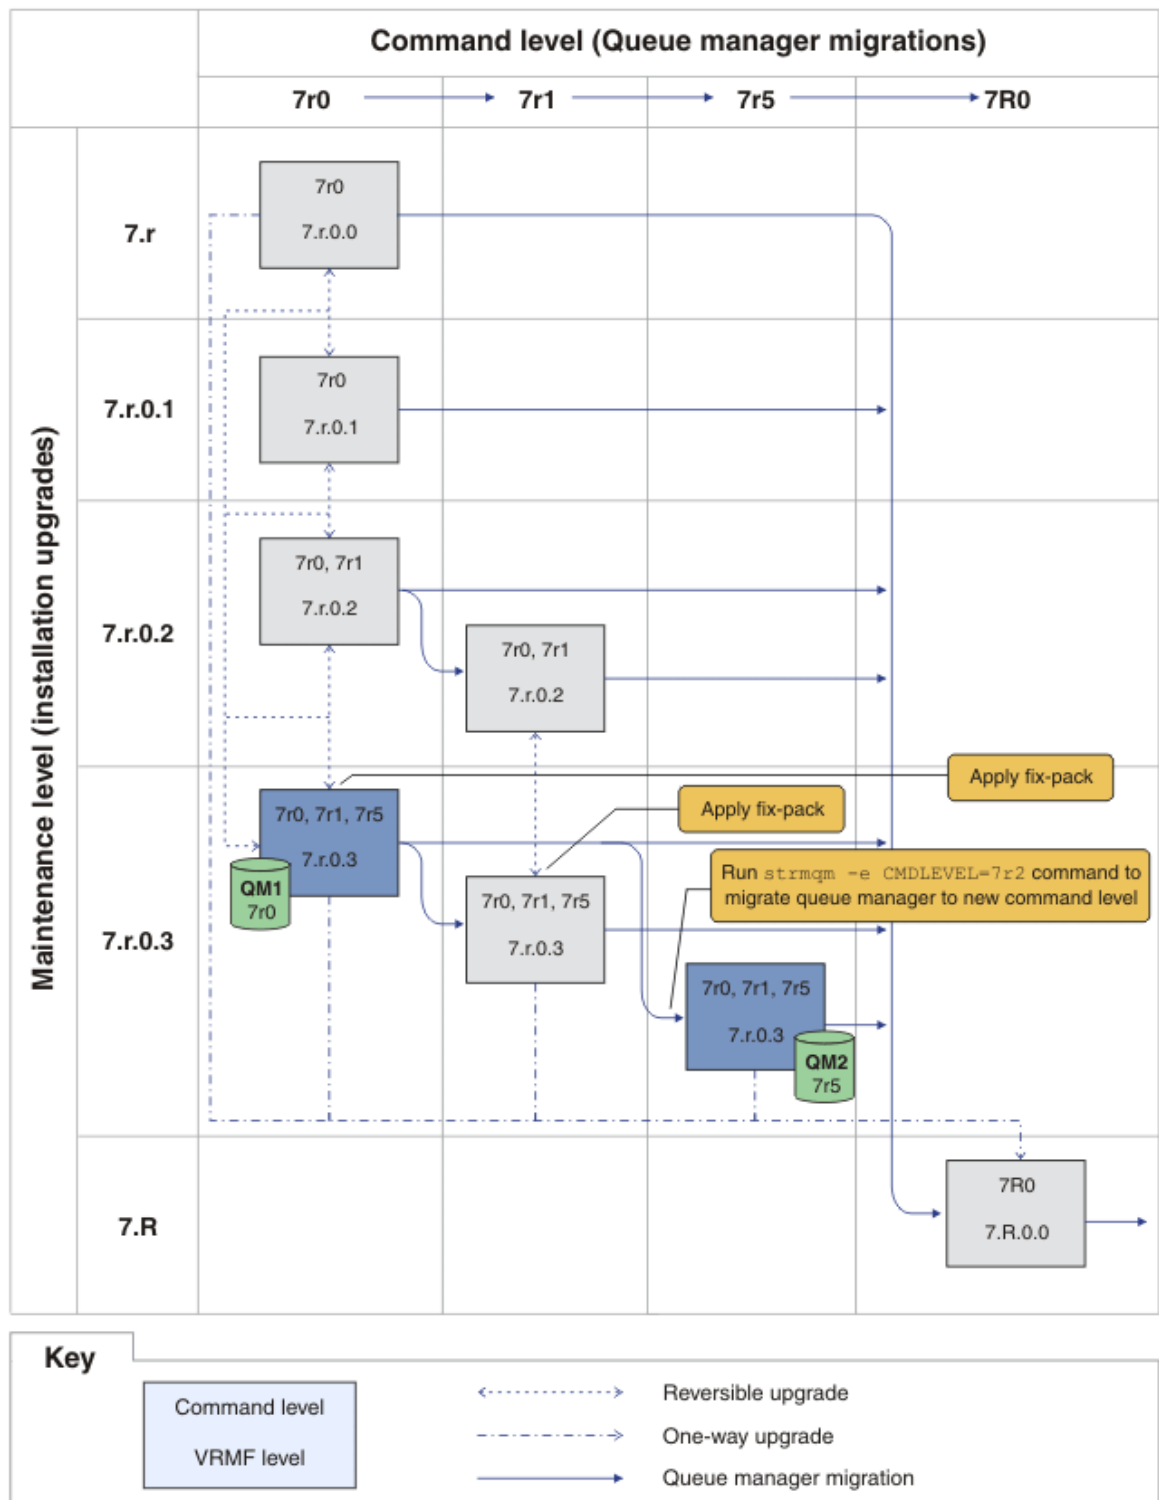 Command level (Queue manager migrations)
7r0
7r1
7r5
7R0
Maintenance level (installation upgrades)
7.r
7r0
7.r.0.0
7.r.0.1
7r0
7.r.0.1
7.r.0.2
7r0, 7r1
7.r.0.2
7r0, 7r1
7.r.0.2
7.r.0.3
Apply fix-pack
Apply fix-pack
7r0, 7r1, 7r5
7.r.0.3
QM1
7r0
Run strmqm -e CMDLEVEL=7r2 command to
migrate queue manager to new command level
7r0, 7r1, 7r5
7.r.0.3
7r0, 7r1, 7r5
7.r.0.3
QM2
7r5
7.R
7R0
7.R.0.0
Key
Command level
VRMF level
Reversible upgrade
One-way upgrade
Queue manager migration